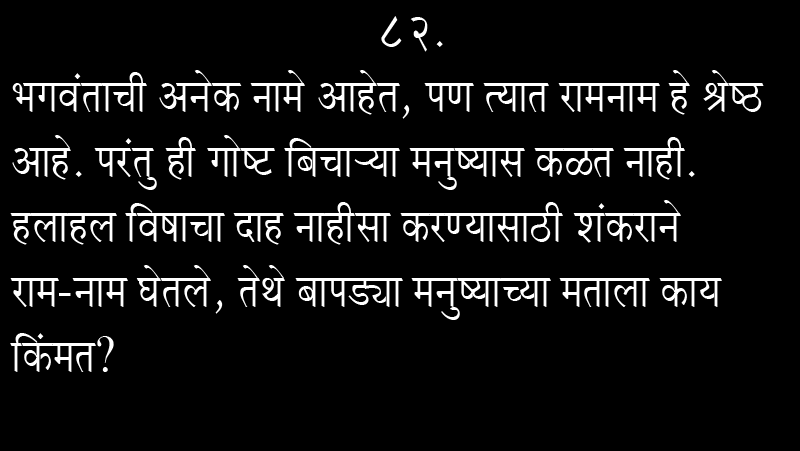 ८२.
भगवंताची अनेक नामे आहेत, पण त्यात रामनाम हे श्रेष्ठ
आहे. परंतु ही गोष्ट बिचाऱ्या मनुष्यास कळत नाही.
हलाहल विषाचा दाह नाहीसा करण्यासाठी शंकराने
राम-नाम घेतले, तेथे बापड्या मनुष्याच्या मताला काय
किंमत?